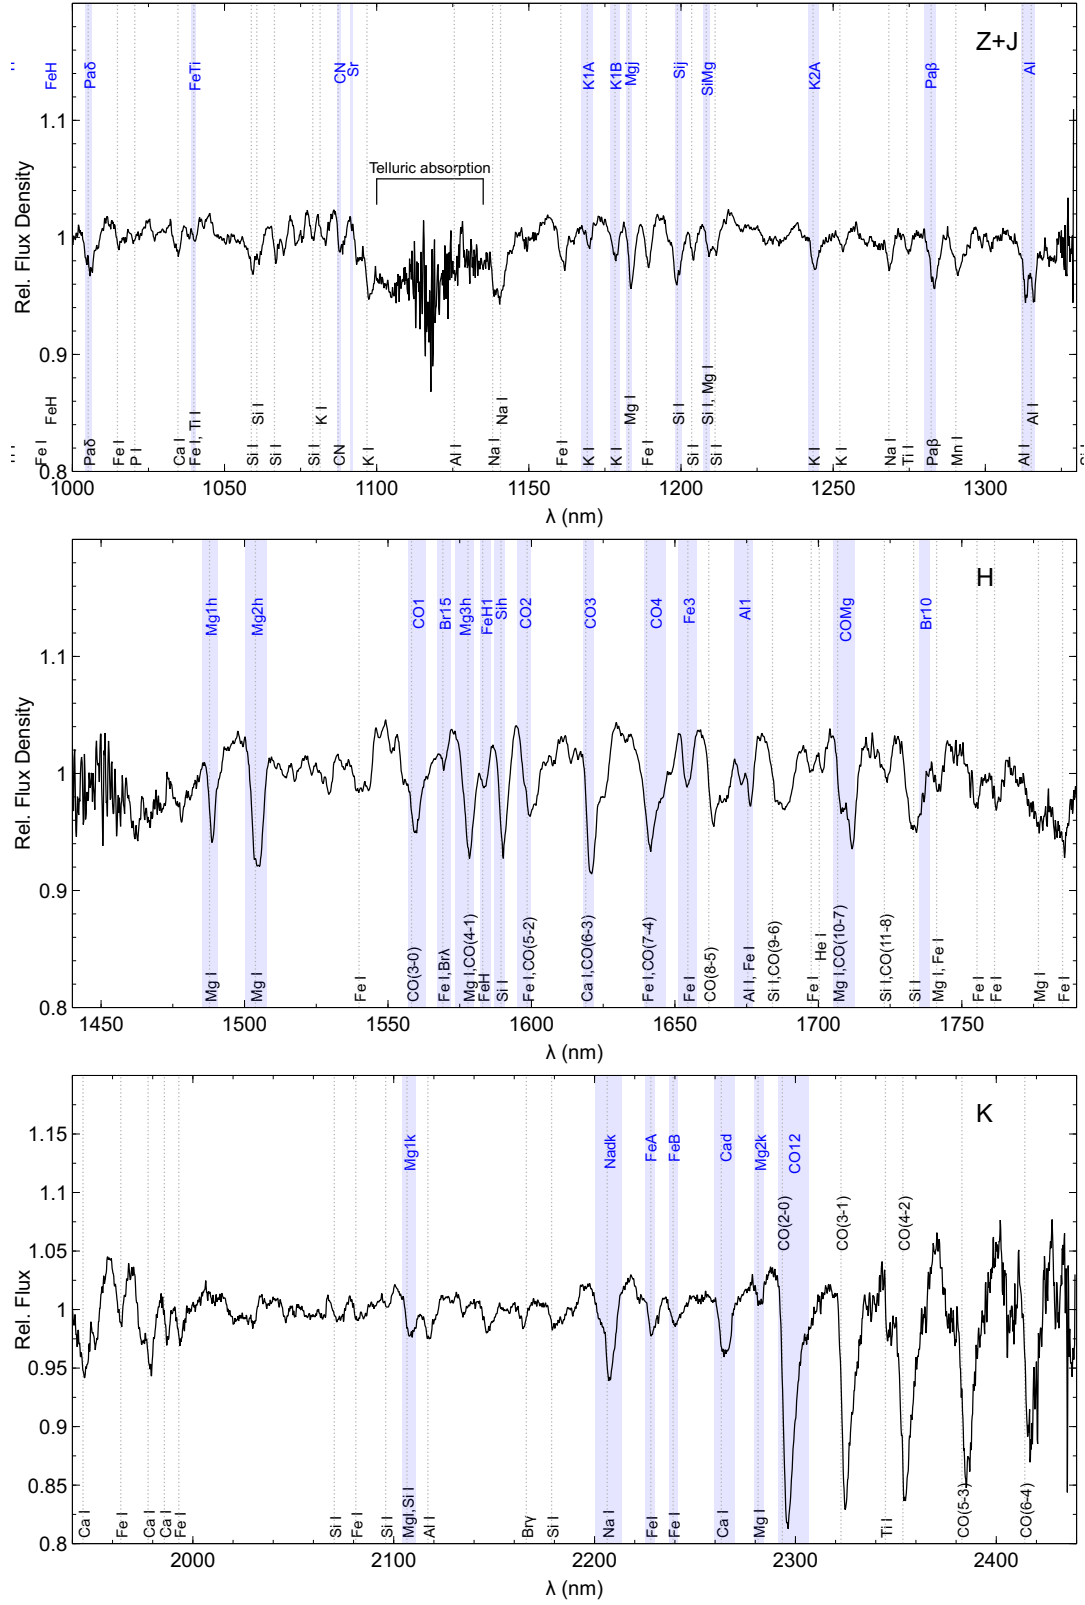 Z+J
FeH
Paδ
FeTi
CN
Sr
K1A
K1B
Mgj
Sij
SiMg
K2A
Paβ
Al
Telluric absorption
Rel. Flux Density
1.1
1
0.9
0.8
Fe I
FeH
Paδ
Fe I
P I
Ca I
Fe I, Ti I
Si I
Si I
Si I
Si I
K I
CN
K I
Al I
Na I
Na I
Fe I
K I
K I
Mg I
Fe I
Si I
Si I
Si I, Mg I
Si I
K I
K I
Na I
Ti I
Paβ
Mn I
Al I
Al I
1000 1050 1100 1150 1200 1250 1300
λ (nm)
H
Mg1h
Mg2h
CO1
Br15
Mg3h
FeH1
Sih
CO2
CO3
CO4
Fe3
Al1
COMg
Br10
Rel. Flux Density
1.1
1
0.9
0.8
Mg I
Mg I
Fe I
CO(3-0)
Fe I,Brλ
Mg I,CO(4-1)
FeH
Si I
Fe I,CO(5-2)
Ca I,CO(6-3)
Fe I,CO(7-4)
Fe I
CO(8-5)
Al I, Fe I
Si I,CO(9-6)
Fe I
He I
Mg I,CO(10-7)
Si I,CO(11-8)
Si I
Mg I, Fe I
Fe I
Fe I
Mg I
Fe I
1450 1500 1550 1600 1650 1700 1750
λ (nm)
K
Mg1k
Nadk
FeA
FeB
Cad
Mg2k
CO12
CO(2-0)
CO(3-1)
CO(4-2)
Rel. Flux
1.15
1.1
1.05
1
0.95
0.9
0.85
0.8
Ca I
Fe I
Ca I
Ca I
Fe I
Si I
Fe I
Si I
MgI,Si I
Al I
Brγ
Si I
Na I
FeI
Fe I
Ca I
Mg I
Ti I
CO(5-3)
CO(6-4)
2000 2100 2200 2300 2400
λ (nm)